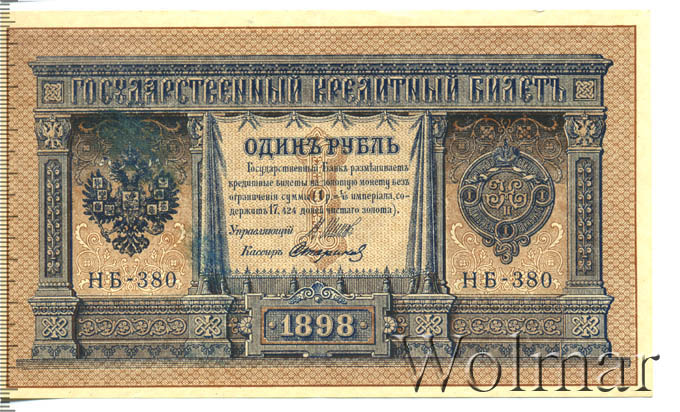 ГОСУДАРСТВЕННЫЙ КРЕДИТНЫЙ БИЛЕТЪ
ОДИНЪ РУБЛЬ
Государственный Банкъ размѣниваетъ
кредитные билеты на золотую монету безъ
ограниченія суммы (1 р. = 1/15 имперіала, со-
держитъ 17,424 долей чистаго золота).
Управляющій
Кассиръ
НБ-380
НБ-380
1898
Wolmar